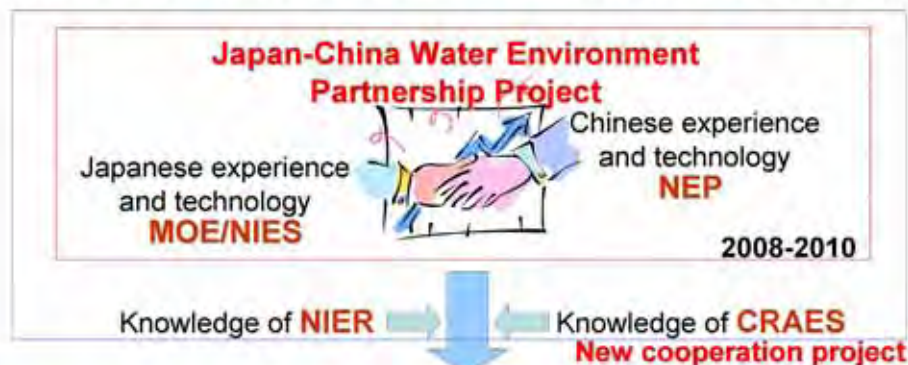 Japan-China Water Environment
Partnership Project
Japanese experience
and technology
MOE/NIES
Chinese experience
and technology
NEP
2008-2010
Knowledge of NIER
Knowledge of CRAES
New cooperation project